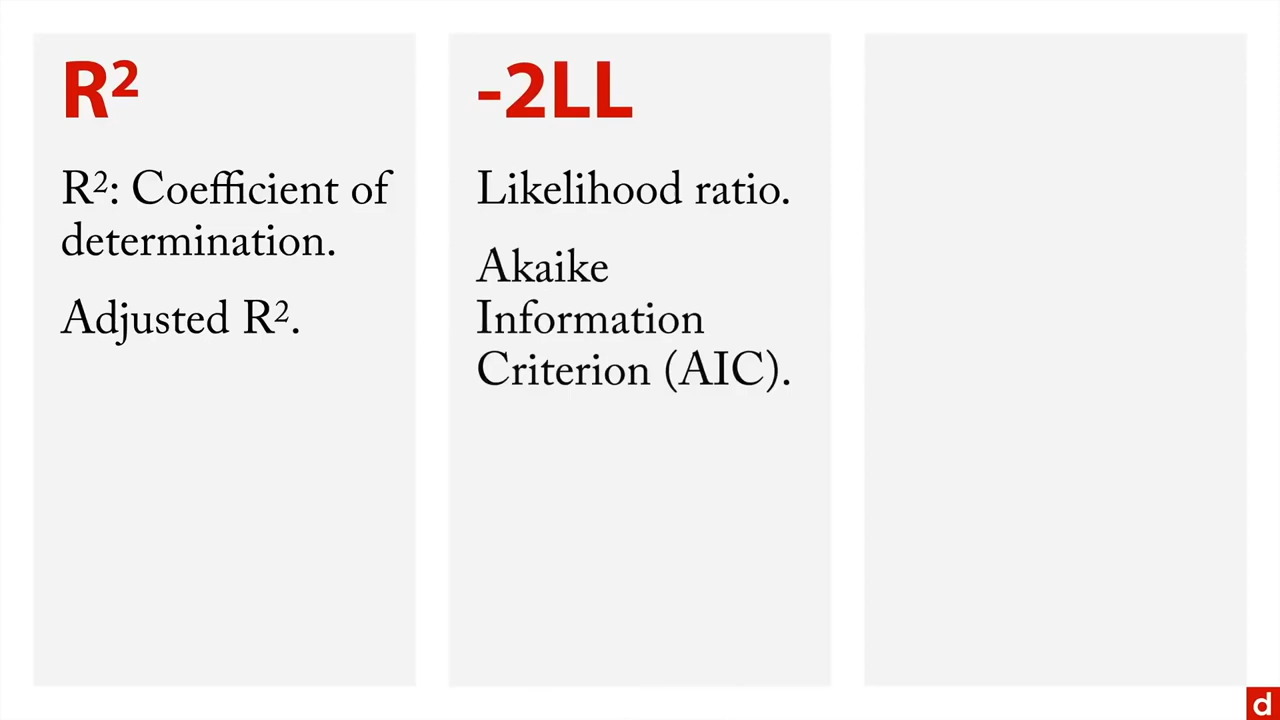 R²
R²: Coefficient of
determination.
Adjusted R².
-2LL
Likelihood ratio.
Akaike
Information
Criterion (AIC).
d